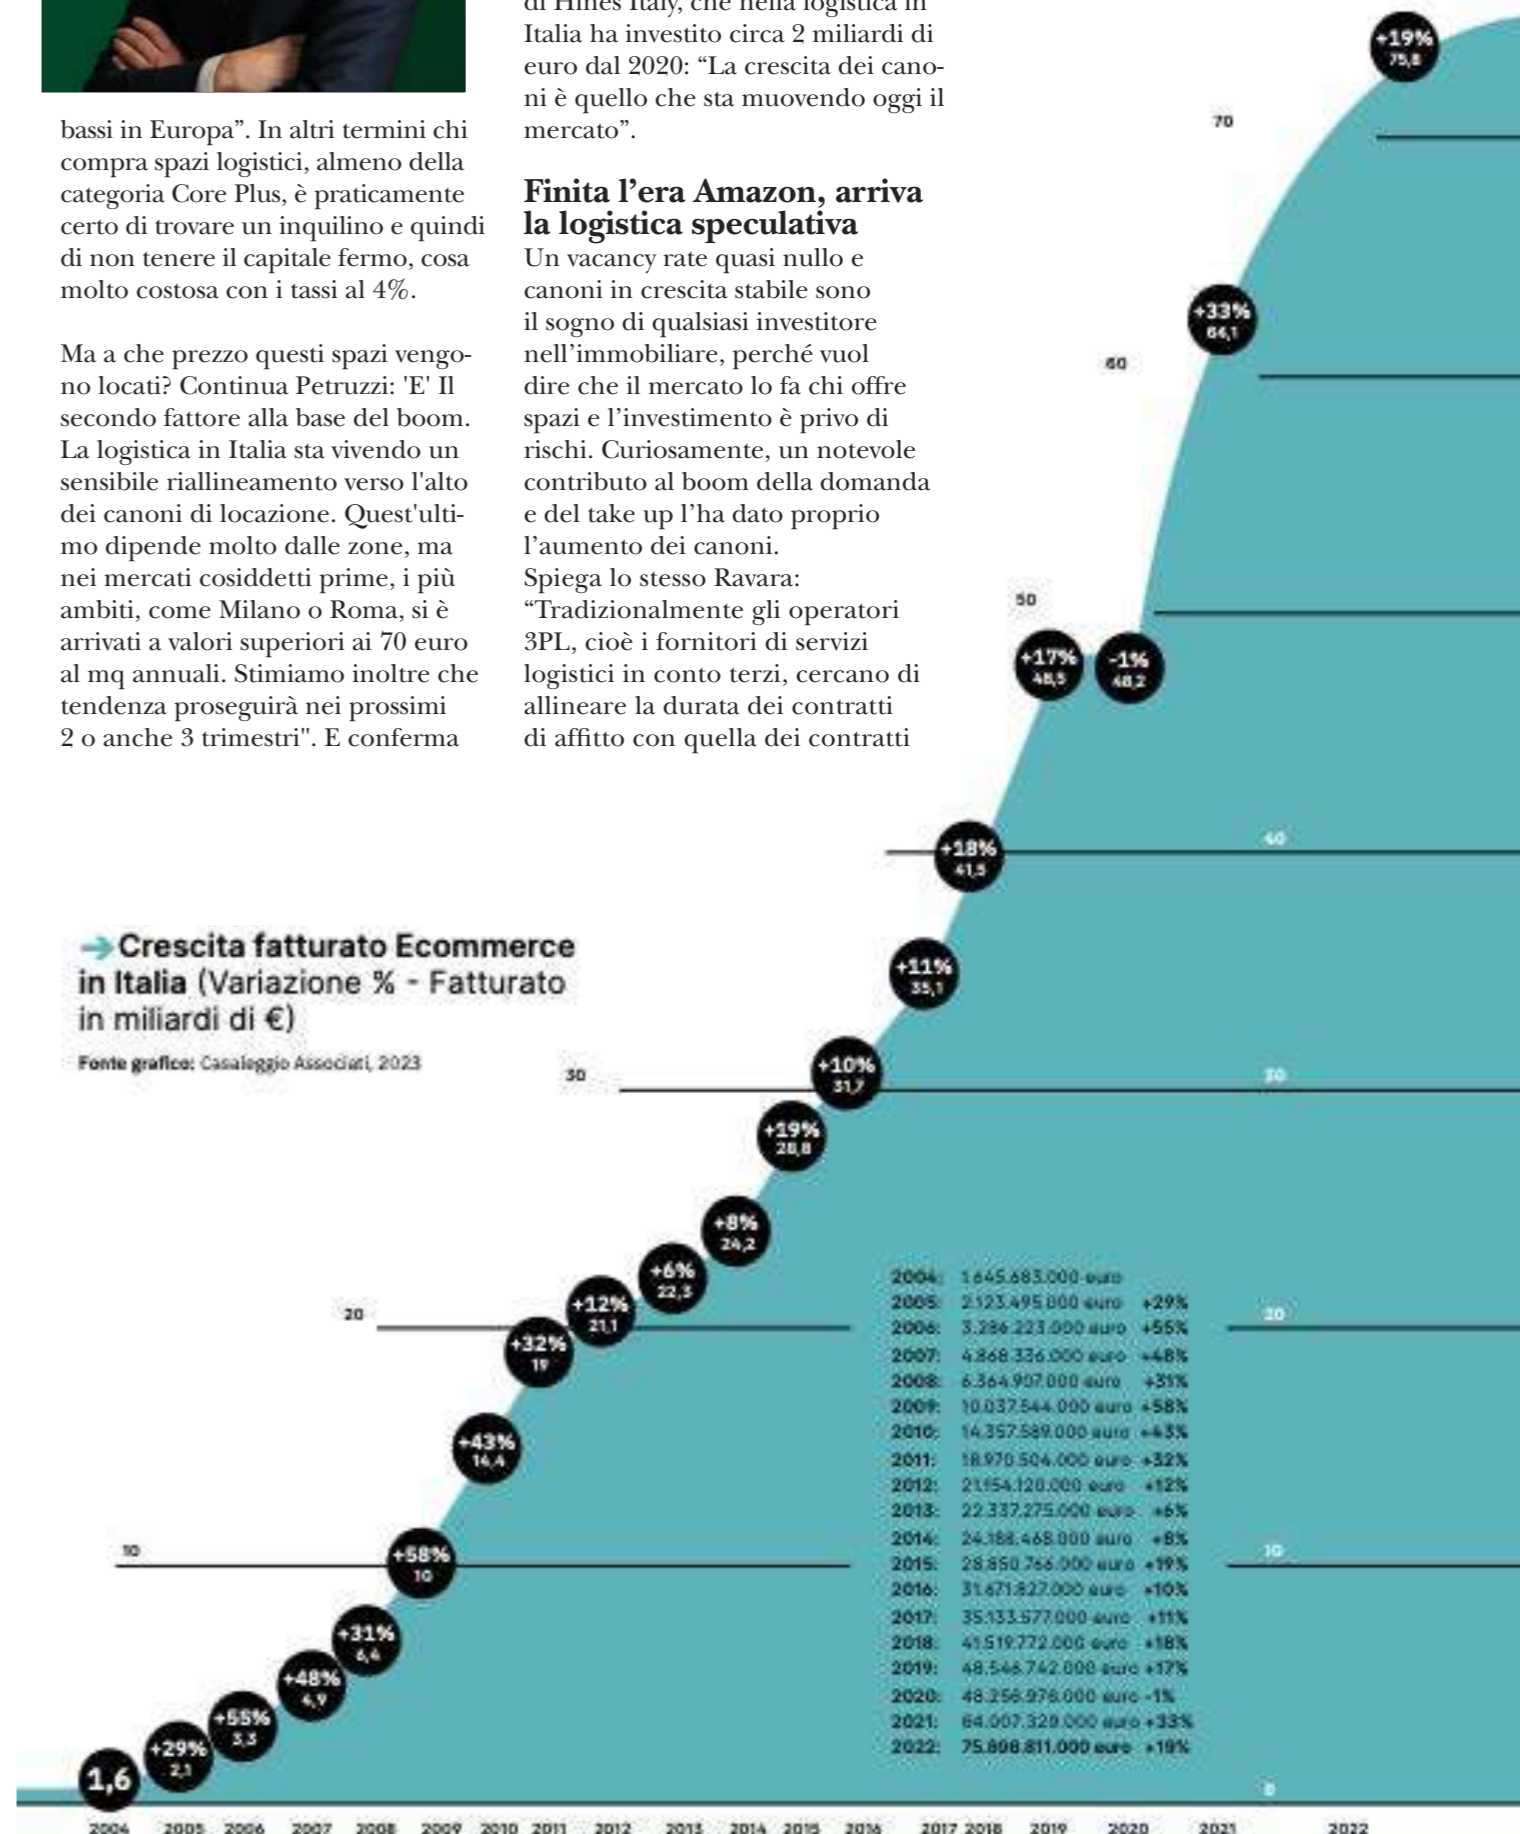 bassi in Europa”. In altri termini chi
compra spazi logistici, almeno della
categoria Core Plus, è praticamente
certo di trovare un inquilino e quindi
di non tenere il capitale fermo, cosa
molto costosa con i tassi al 4%.
Ma a che prezzo questi spazi vengo-
no locati? Continua Petruzzi: 'E' Il
secondo fattore alla base del boom.
La logistica in Italia sta vivendo un
sensibile riallineamento verso l'alto
dei canoni di locazione. Quest'ulti-
mo dipende molto dalle zone, ma
nei mercati cosiddetti prime, i più
ambiti, come Milano o Roma, si è
arrivati a valori superiori ai 70 euro
al mq annuali. Stimiamo inoltre che
tendenza proseguirà nei prossimi
2 o anche 3 trimestri". E conferma
di Hines Italy, che nella logistica in
Italia ha investito circa 2 miliardi di
euro dal 2020: “La crescita dei cano-
ni è quello che sta muovendo oggi il
mercato”.
Finita l’era Amazon, arriva
la logistica speculativa
Un vacancy rate quasi nullo e
canoni in crescita stabile sono
il sogno di qualsiasi investitore
nell’immobiliare, perché vuol
dire che il mercato lo fa chi offre
spazi e l’investimento è privo di
rischi. Curiosamente, un notevole
contributo al boom della domanda
e del take up l’ha dato proprio
l’aumento dei canoni.
Spiega lo stesso Ravara:
“Tradizionalmente gli operatori
3PL, cioè i fornitori di servizi
logistici in conto terzi, cercano di
allineare la durata dei contratti
di affitto con quella dei contratti
→Crescita fatturato Ecommerce
in Italia (Variazione % - Fatturato
in miliardi di €)
Fonte grafico: Casaleggio Associati, 2023
+19%
75,8
70
+33%
64,1
60
50
+17%
48,5
-1%
48,2
40
+18%
41,5
+11%
35,1
+10%
31,7
30
30
+19%
28,8
+8%
24,2
+6%
22,3
+12%
21,1
20
20
+32%
19
+43%
14,4
10
10
+58%
10
+31%
6,4
+48%
4,9
+55%
3,3
+29%
2,1
1,6
0
2004: 1.645.683.000 euro
2005: 2.123.495.000 euro +29%
2006: 3.286.223.000 euro +55%
2007: 4.868.336.000 euro +48%
2008: 6.364.907.000 euro +31%
2009: 10.037.544.000 euro +58%
2010: 14.357.589.000 euro +43%
2011: 18.970.504.000 euro +32%
2012: 21.154.120.000 euro +12%
2013: 22.337.275.000 euro +6%
2014: 24.188.468.000 euro +8%
2015: 28.850.766.000 euro +19%
2016: 31.671.827.000 euro +10%
2017: 35.133.577.000 euro +11%
2018: 41.519.772.000 euro +18%
2019: 48.546.742.000 euro +17%
2020: 48.256.978.000 euro -1%
2021: 64.007.329.000 euro +33%
2022: 75.898.811.000 euro +19%
2004 2005 2006 2007 2008 2009 2010 2011 2012 2013 2014 2015 2016 2017 2018 2019 2020 2021 2022